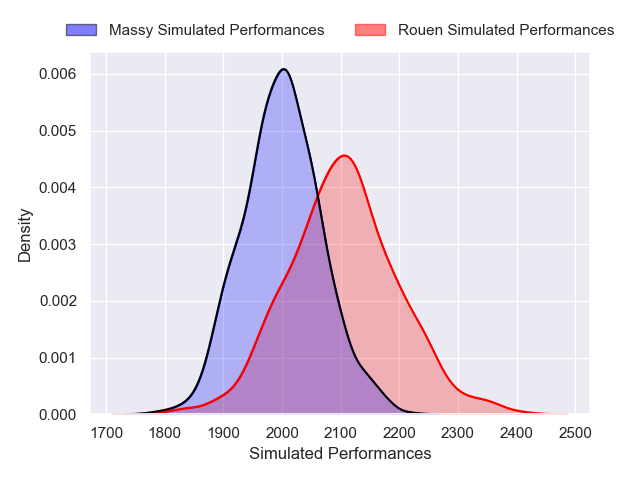 Massy Simulated Performances Rouen Simulated Performances
0.006
0.005
0.004
0.003
0.002
0.001
0.000
Density
1700 1800 1900 2000 2100 2200 2300 2400 2500
Simulated Performances